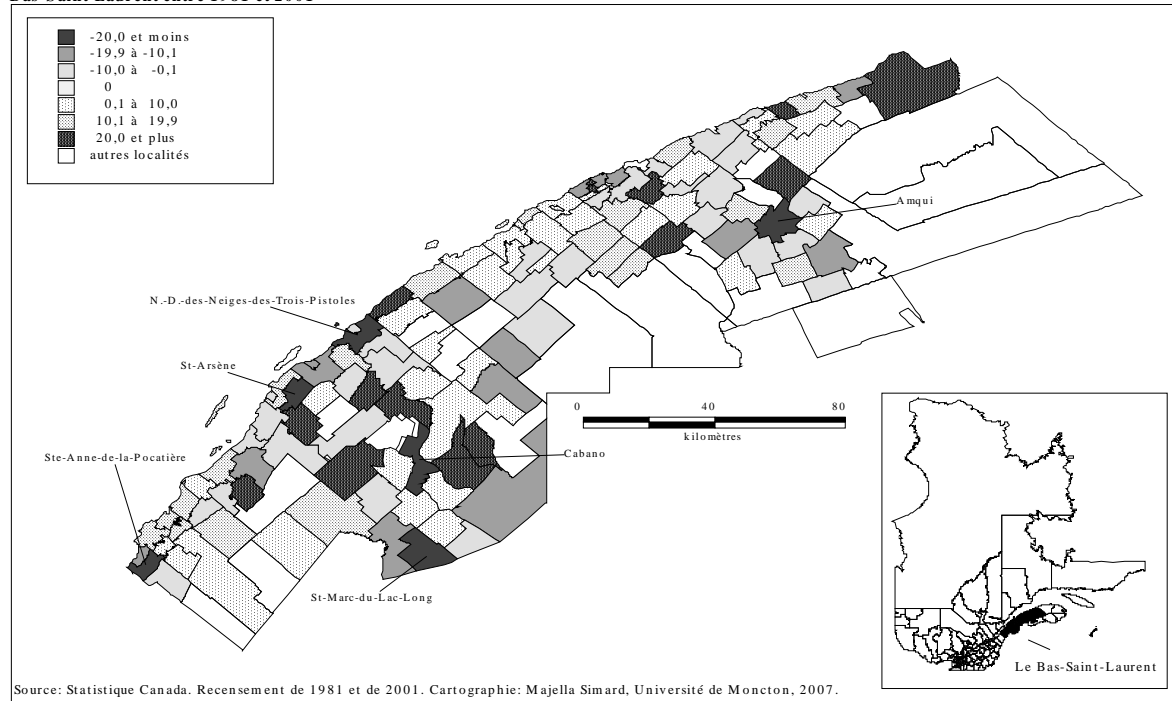 Bas-Saint-Laurent entre 1981 et 2001
-20,0 et moins
-19,9 à -10,1
-10,0 à -0,1
0
0,1 à 10,0
10,1 à 19,9
20,0 et plus
autres localités
Amqui
N.-D.-des-Neiges-des-Trois-Pistoles
St-Arsène
0 40 80
kilomètres
Ste-Anne-de-la-Pocatière
Cabano
St-Marc-du-Lac-Long
Le Bas-Saint-Laurent
Source: Statistique Canada. Recensement de 1981 et de 2001. Cartographie: Majella Simard, Université de Moncton, 2007.